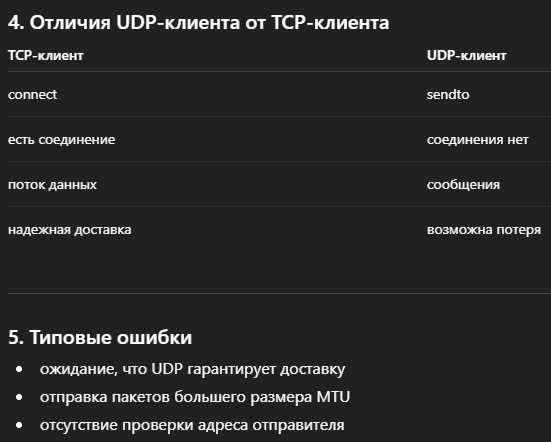 4. Отличия UDP-клиента от TCP-клиента
TCP-клиент UDP-клиент
connect sendto
есть соединение соединения нет
поток данных сообщения
надежная доставка возможна потеря
5. Типовые ошибки
• ожидание, что UDP гарантирует доставку
• отправка пакетов большего размера MTU
• отсутствие проверки адреса отправителя